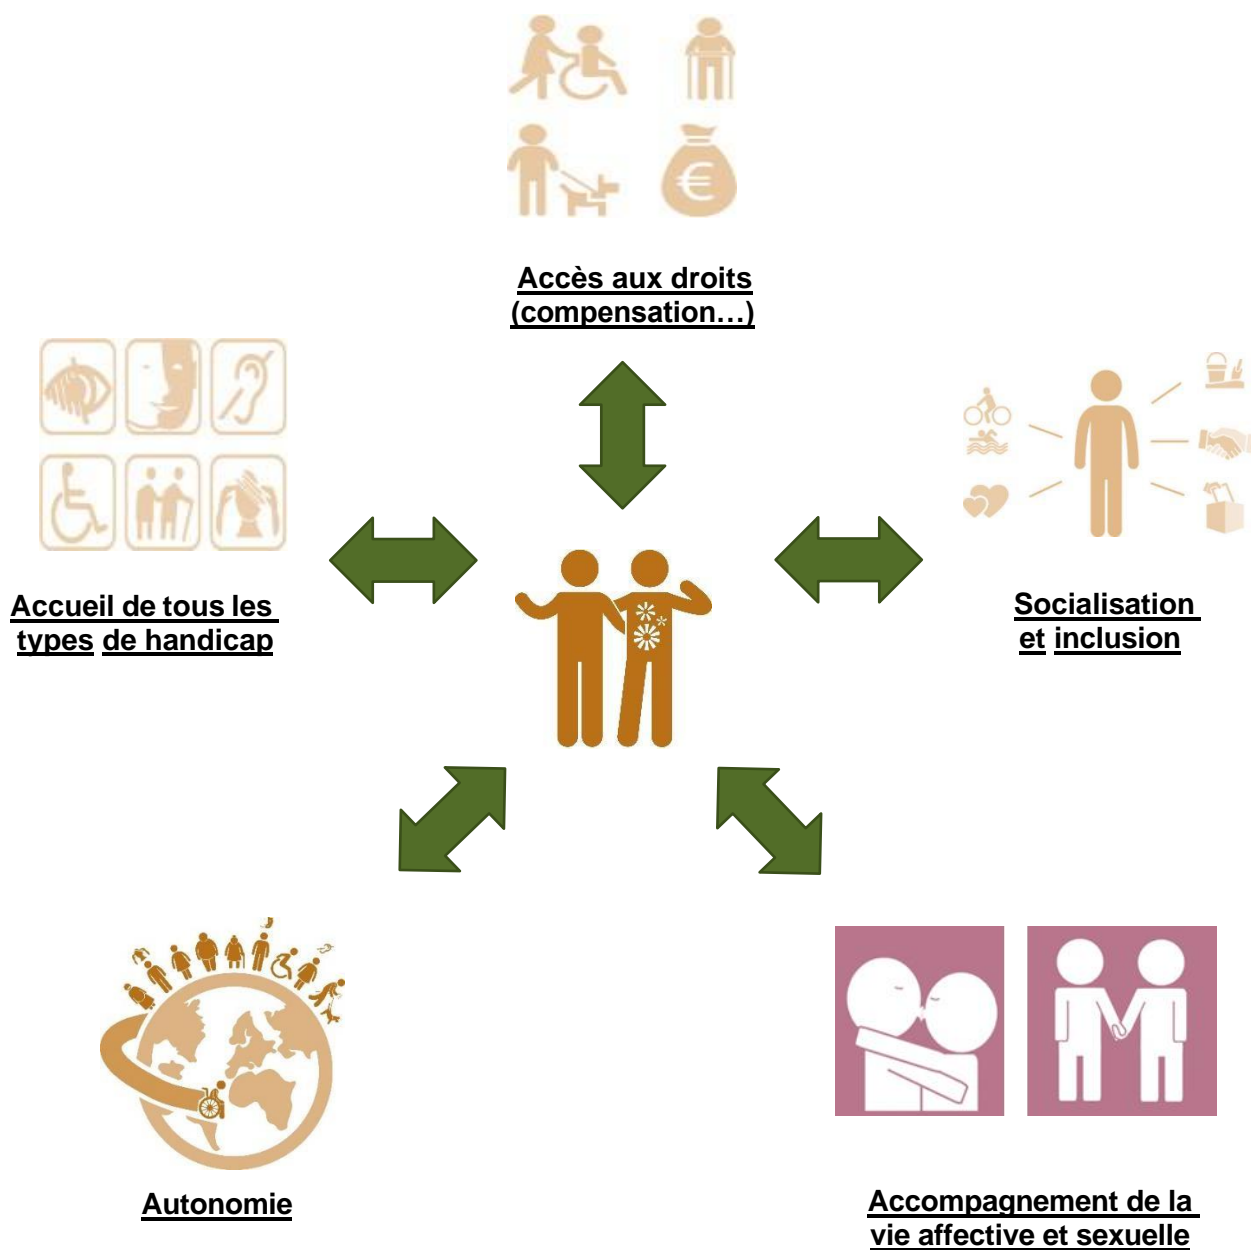 €
Accès aux droits
(compensation…)
Accueil de tous les
types de handicap
Socialisation
et inclusion
Autonomie
Accompagnement de la
vie affective et sexuelle